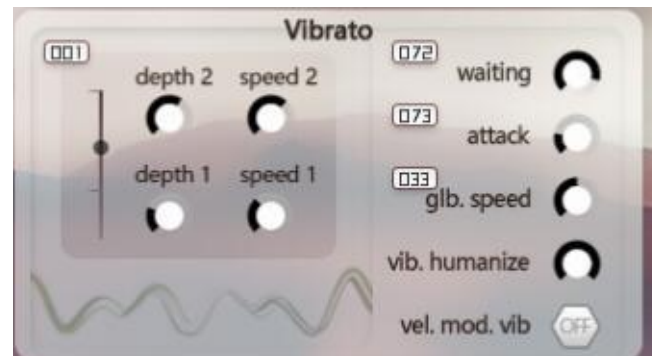 Vibrato
001
depth 2 speed 2
depth 1 speed 1
072
waiting
073
attack
033
glb. speed
vib. humanize
vel. mod. vib OFF